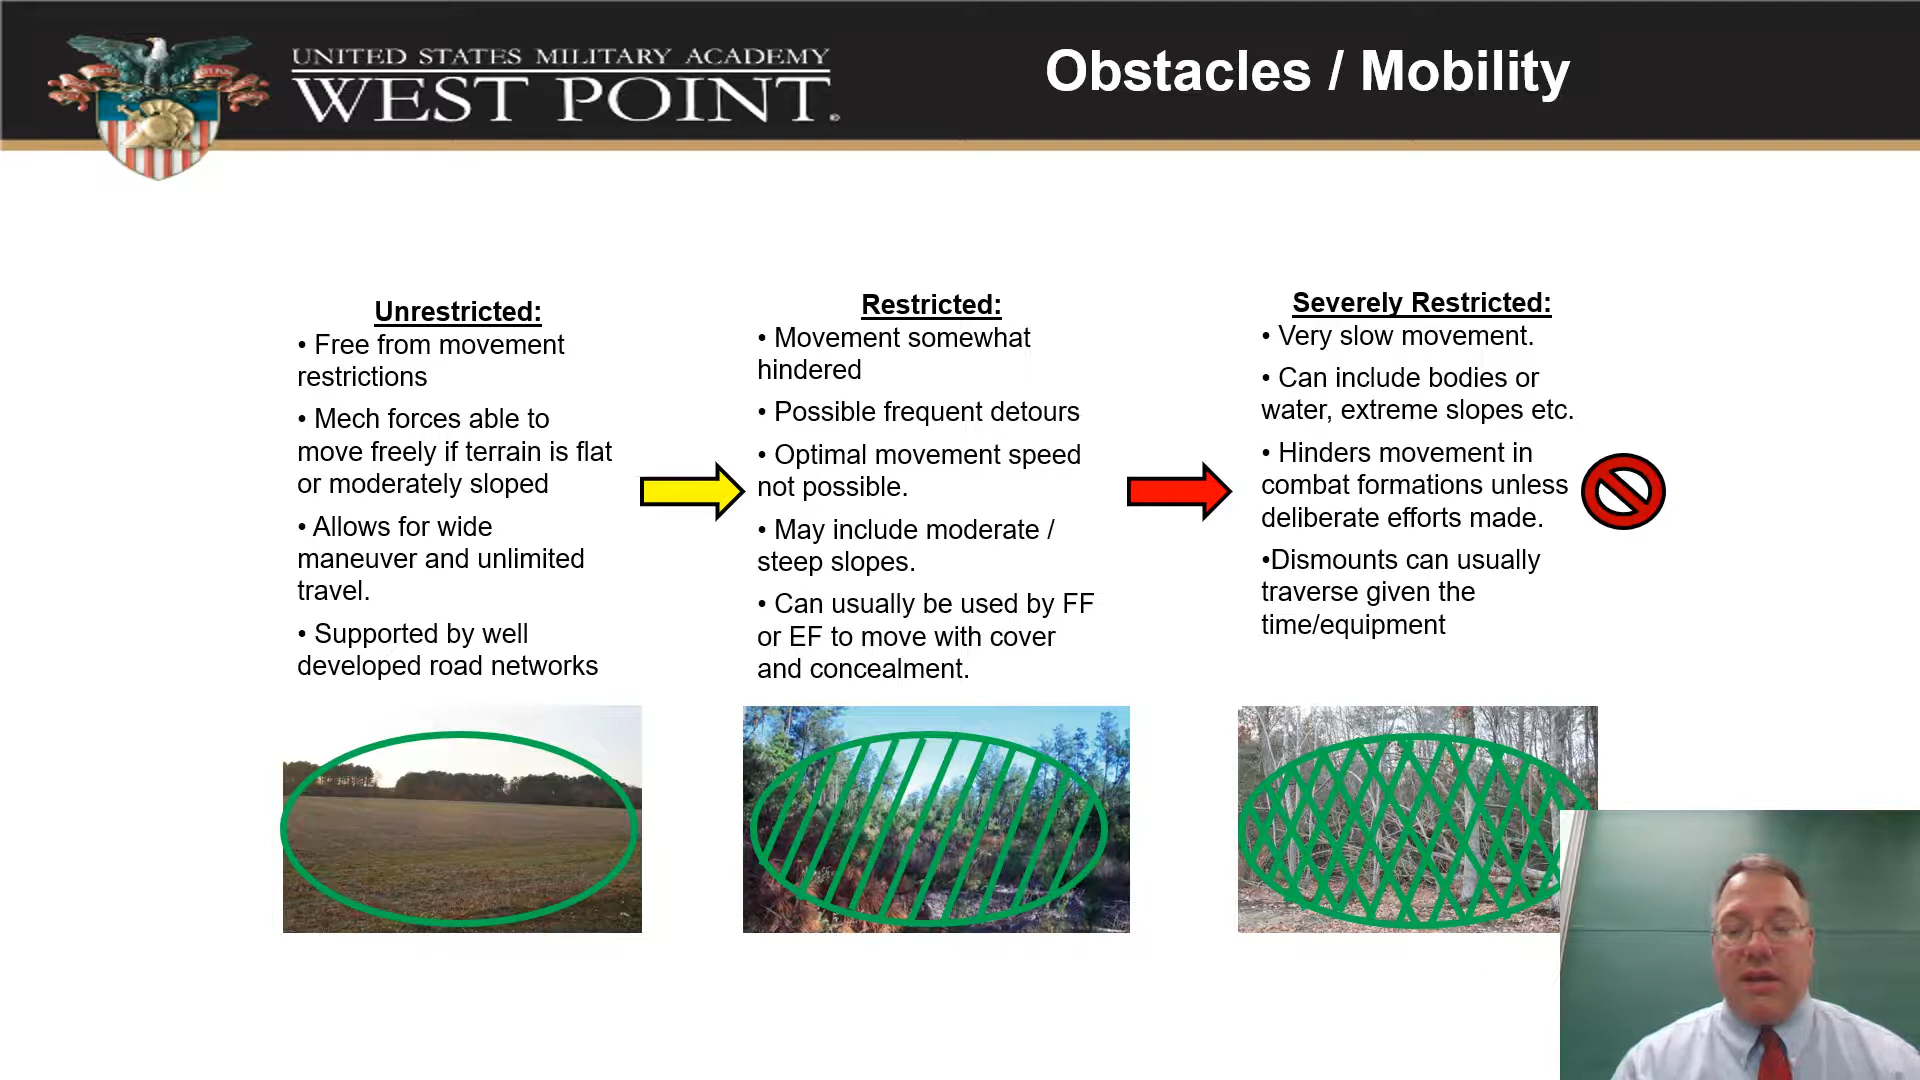 UNITED STATES MILITARY ACADEMY
WEST POINT.
Obstacles / Mobility
Unrestricted:
• Free from movement
restrictions
• Mech forces able to
move freely if terrain is flat
or moderately sloped
• Allows for wide
maneuver and unlimited
travel.
• Supported by well
developed road networks
Restricted:
• Movement somewhat
hindered
• Possible frequent detours
• Optimal movement speed
not possible.
• May include moderate /
steep slopes.
• Can usually be used by FF
or EF to move with cover
and concealment.
Severely Restricted:
• Very slow movement.
• Can include bodies or
water, extreme slopes etc.
• Hinders movement in
combat formations unless
deliberate efforts made.
•Dismounts can usually
traverse given the
time/equipment